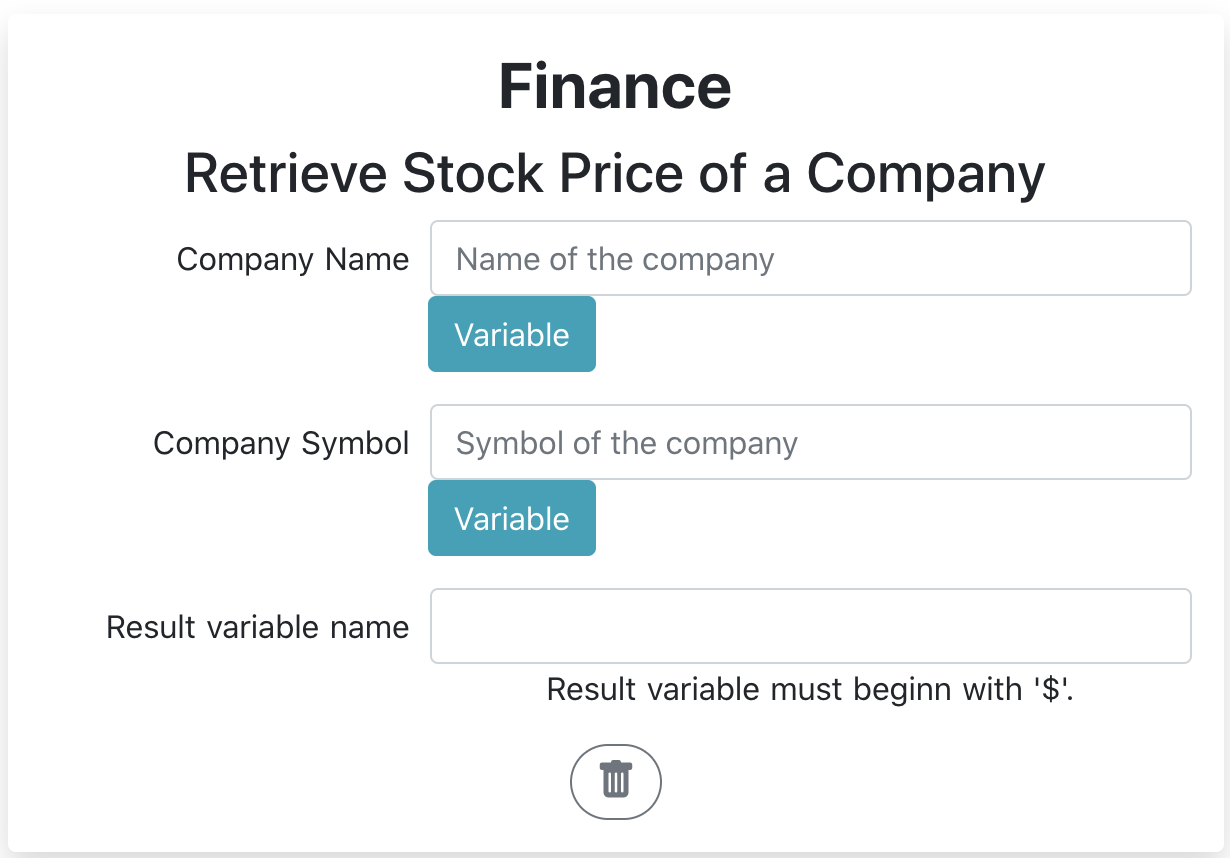 Finance
Retrieve Stock Price of a Company
Company Name Name of the company
Variable
Company Symbol Symbol of the company
Variable
Result variable name
Result variable must beginn with '$'.